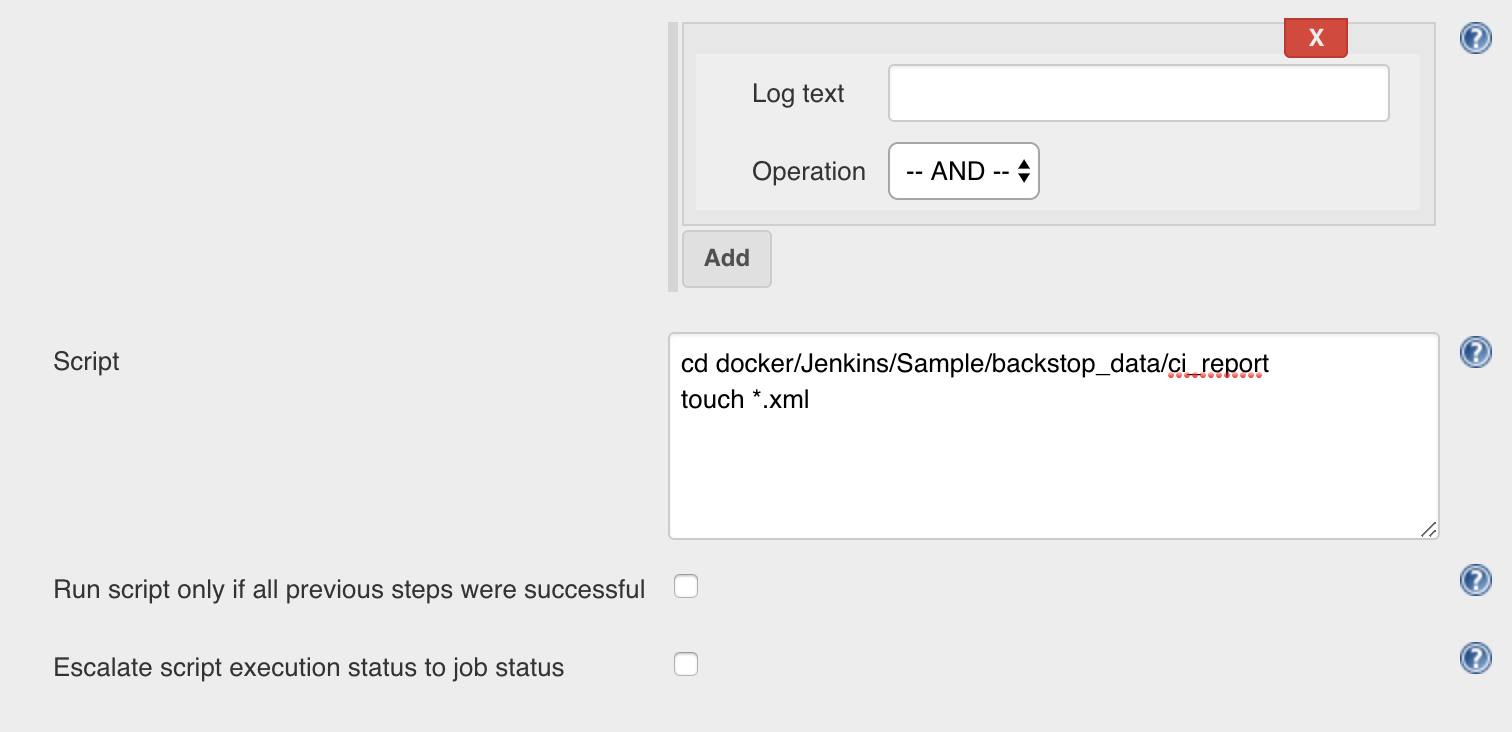 X
?
Log text
Operation
-- AND --
Add
Script
cd docker/Jenkins/Sample/backstop_data/ci_report
touch *.xml
?
Run script only if all previous steps were successful
?
Escalate script execution status to job status
?